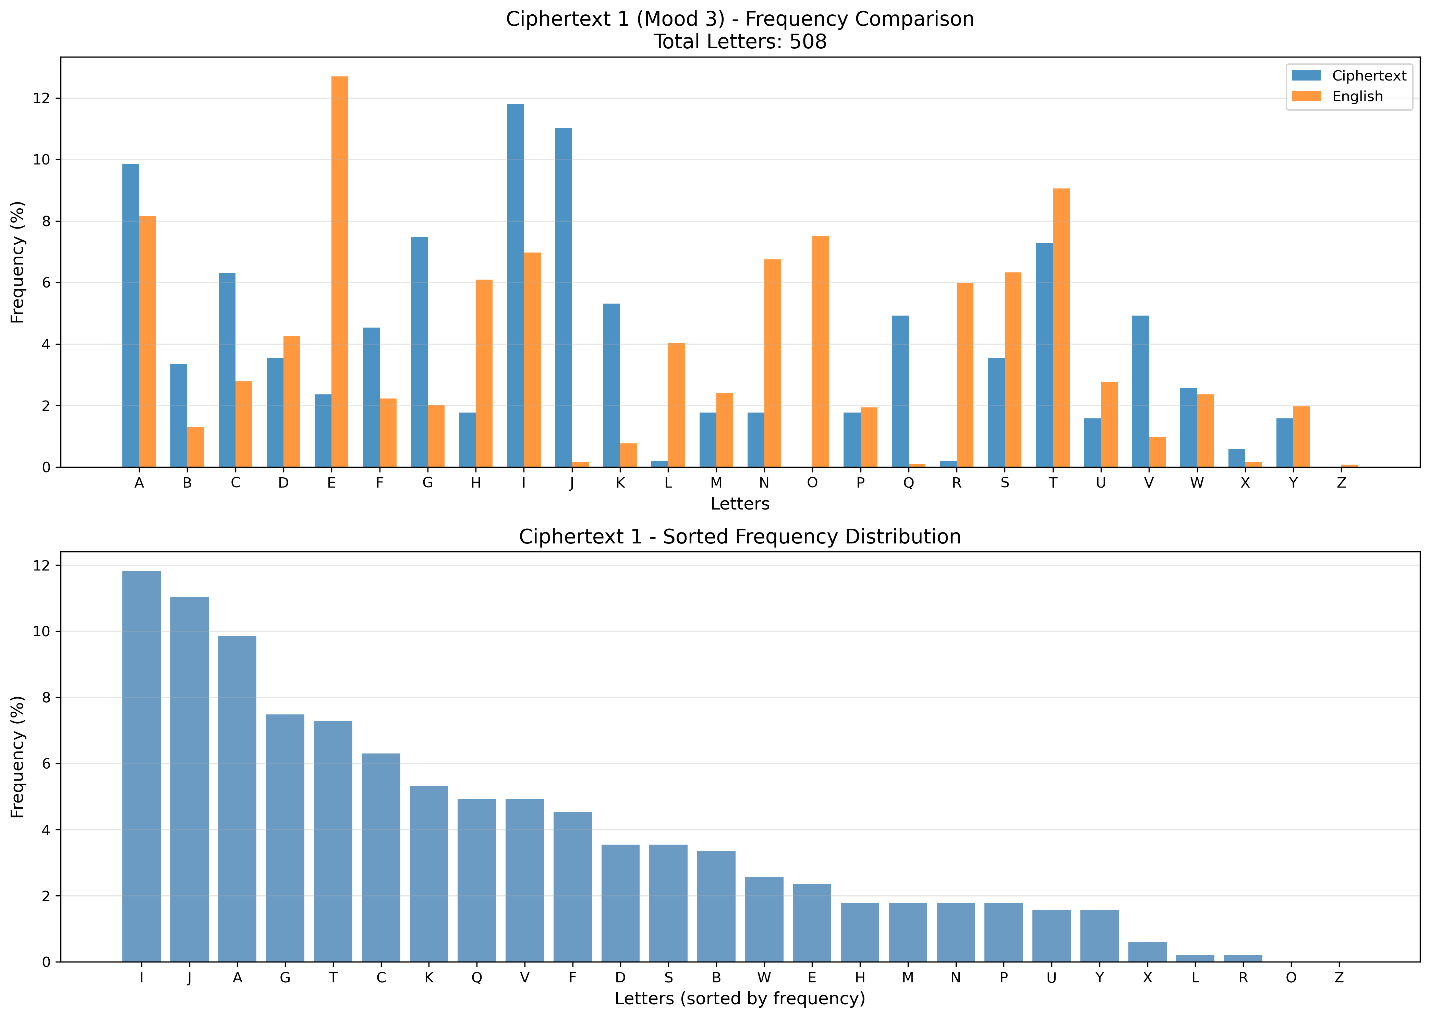 Ciphertext 1 (Mood 3) - Frequency Comparison
Total Letters: 508
Ciphertext
English
Frequency (%)
12
10
8
6
4
2
0
A B C D E F G H I J K L M N O P Q R S T U V W X Y Z
Letters
Ciphertext 1 - Sorted Frequency Distribution
Frequency (%)
12
10
8
6
4
2
0
I J A G T C K Q V F D S B W E H M N P U Y X L R O Z
Letters (sorted by frequency)